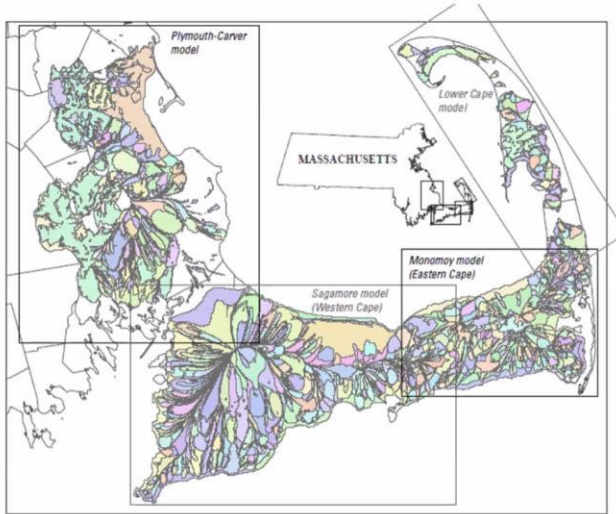 Plymouth-Carver
model
Lower Cape
model
MASSACHUSETTS
Monomoy model
(Eastern Cape)
Sagamore model
(Western Cape)